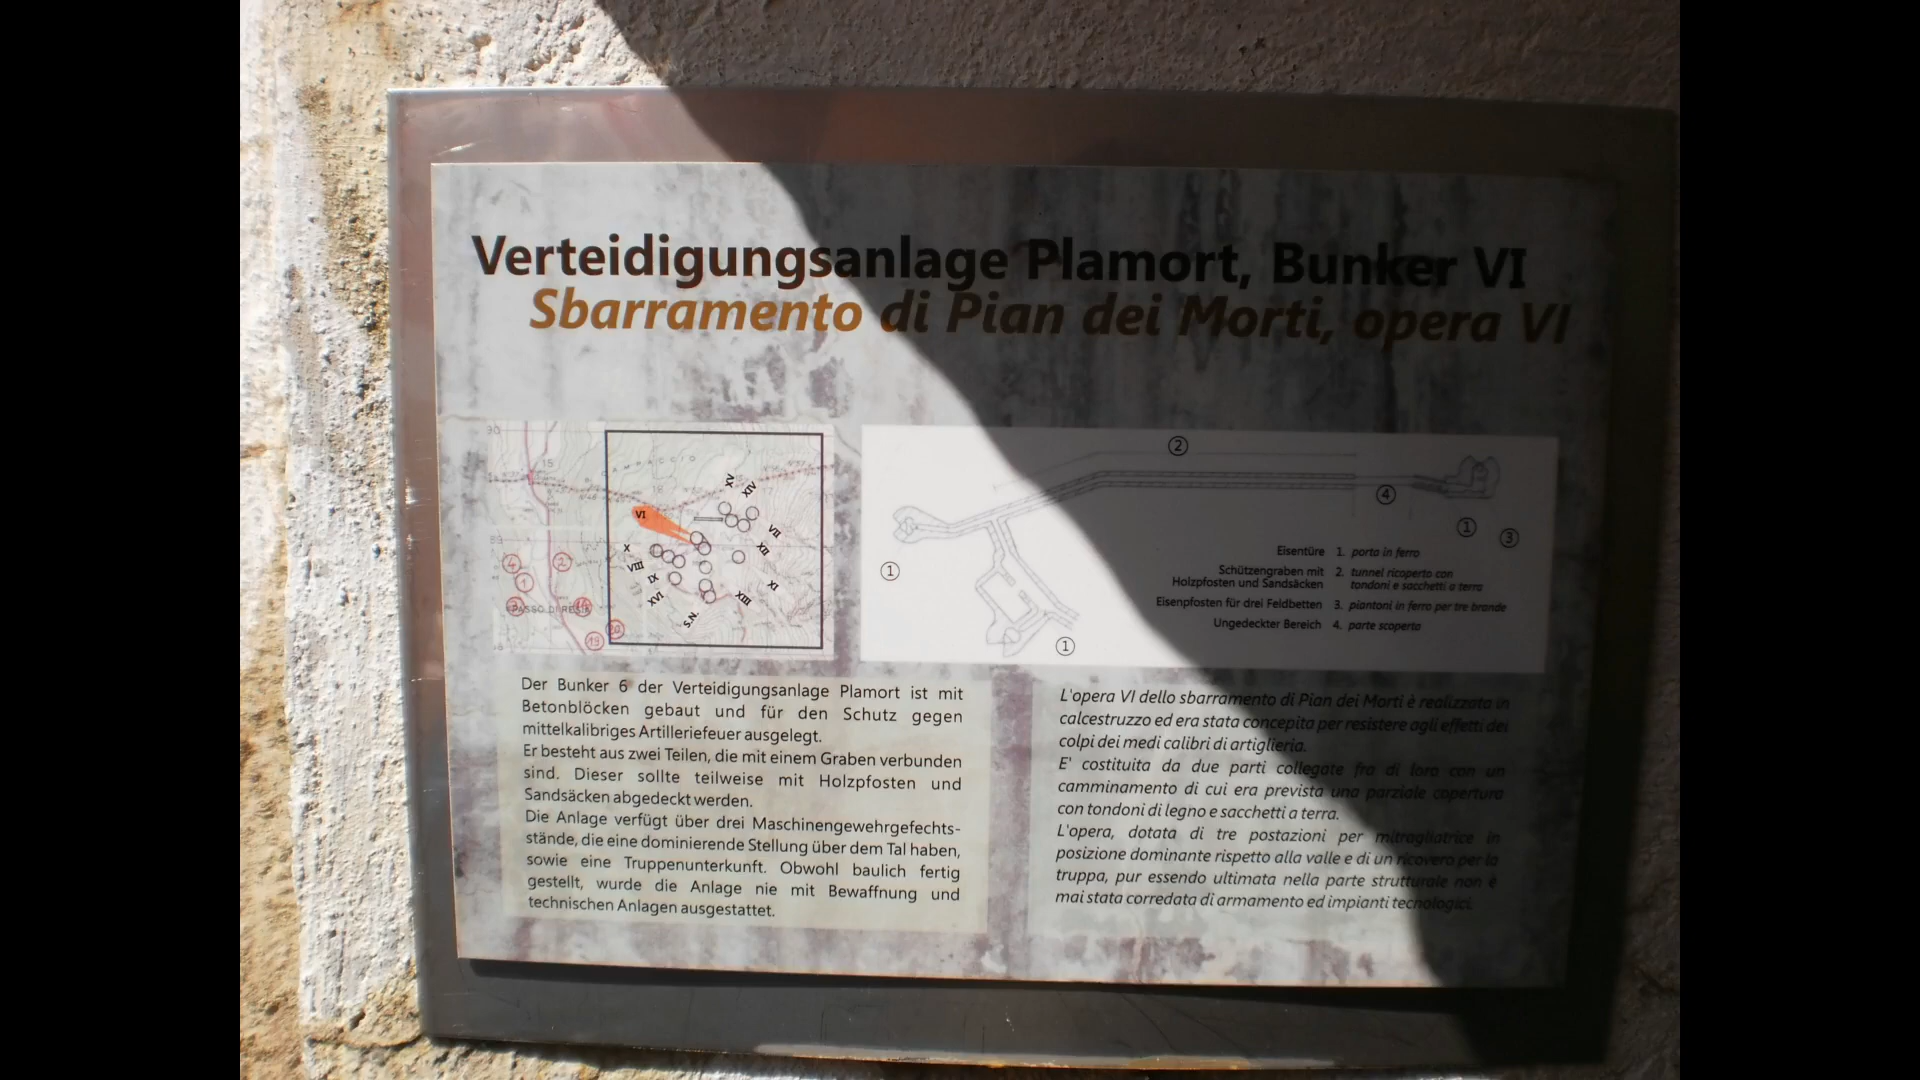 Verteidigungsanlage Plamort, Bunker VI
Sbarramento di Pian dei Morti, opera VI
90
15
CAMPACCIO
18
XV
XIV
VI
VII
89
X
XII
VIII
4
2
IX
1
XI
XVI
XIII
PASSO DI RESIA
S.N.
20
19
2
4
1
3
1
1
Eisentüre 1. porta in ferro
Schützengraben mit 2. tunnel ricoperto con
Holzpfosten und Sandsäcken tondoni e sacchetti a terra
Eisenpfosten für drei Feldbetten 3. piantoni in ferro per tre brande
Ungedeckter Bereich 4. parte scoperta
Der Bunker 6 der Verteidigungsanlage Plamort ist mit
Betonblöcken gebaut und für den Schutz gegen
mittelkalibriges Artilleriefeuer ausgelegt.
Er besteht aus zwei Teilen, die mit einem Graben verbunden
sind. Dieser sollte teilweise mit Holzpfosten und
Sandsäcken abgedeckt werden.
Die Anlage verfügt über drei Maschinengewehrgefechts-
stände, die eine dominierende Stellung über dem Tal haben,
sowie eine Truppenunterkunft. Obwohl baulich fertig
gestellt, wurde die Anlage nie mit Bewaffnung und
technischen Anlagen ausgestattet.
L'opera VI dello sbarramento di Pian dei Morti è realizzata in
calcestruzzo ed era stata concepita per resistere agli effetti dei
colpi dei medi calibri di artiglieria.
E' costituita da due parti collegate fra di loro con un
camminamento di cui era prevista una parziale copertura
con tondoni di legno e sacchetti a terra.
L'opera, dotata di tre postazioni per mitragliatrice in
posizione dominante rispetto alla valle e di un ricovero per la
truppa, pur essendo ultimata nella parte strutturale non è
mai stata corredata di armamento ed impianti tecnologici.